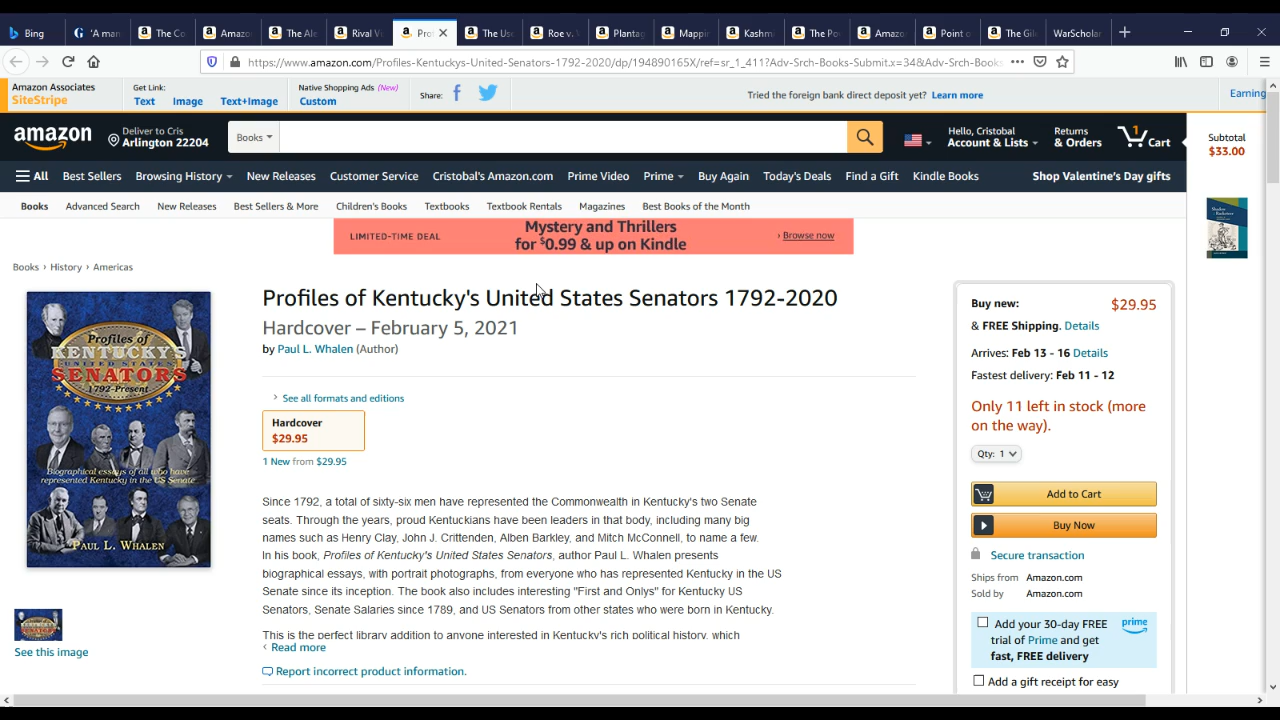 Bing
'A man
The Co
Amazo
The Ale
Rival V
Pro
The Use
Roe v.
Plantag
Mappin
Kashm
The Po
Amazo
Point o
The Gil
WarScholar
https://www.amazon.com/Profiles-Kentuckys-United-Senators-1792-2020/dp/194890165X/ref=sr_1_411?Adv-Srch-Books-Submit.x=34&Adv-Srch-Books-
Amazon Associates
SiteStripe
Get Link:
Text Image Text+Image
Native Shopping Ads (New)
Custom
Share:
Tried the foreign bank direct deposit yet? Learn more
Earning
amazon
Deliver to Cris
Arlington 22204
Books
Hello, Cristobal
Account & Lists
Returns
& Orders
1
Cart
Subtotal
$33.00
All Best Sellers Browsing History New Releases Customer Service Cristobal's Amazon.com Prime Video Prime Buy Again Today's Deals Find a Gift Kindle Books Shop Valentine's Day gifts
Books Advanced Search New Releases Best Sellers & More Children's Books Textbooks Textbook Rentals Magazines Best Books of the Month
LIMITED-TIME DEAL
Mystery and Thrillers
for $0.99 & up on Kindle
› Browse now
Books › History › Americas
Profiles of
KENTUCKY'S
UNITED STATES
SENATORS
1792-Present
Biographical essays of all who have
represented Kentucky in the US Senate
PAUL L. WHALEN
See this image
Profiles of Kentucky's United States Senators 1792-2020
Hardcover – February 5, 2021
by Paul L. Whalen (Author)
› See all formats and editions
Hardcover
$29.95
1 New from $29.95
Since 1792, a total of sixty-six men have represented the Commonwealth in Kentucky's two Senate
seats. Through the years, proud Kentuckians have been leaders in that body, including many big
names such as Henry Clay, John J. Crittenden, Alben Barkley, and Mitch McConnell, to name a few.
In his book, Profiles of Kentucky's United States Senators, author Paul L. Whalen presents
biographical essays, with portrait photographs, from everyone who has represented Kentucky in the US
Senate since its inception. The book also includes interesting "First and Onlys" for Kentucky US
Senators, Senate Salaries since 1789, and US Senators from other states who were born in Kentucky.
This is the perfect library addition to anyone interested in Kentucky's rich political history, which
‹ Read more
Report incorrect product information.
Buy new: $29.95
& FREE Shipping. Details
Arrives: Feb 13 - 16 Details
Fastest delivery: Feb 11 - 12
Only 11 left in stock (more
on the way).
Qty: 1
Add to Cart
Buy Now
Secure transaction
Ships from Amazon.com
Sold by Amazon.com
Add your 30-day FREE
trial of Prime and get
fast, FREE delivery
prime
Add a gift receipt for easy